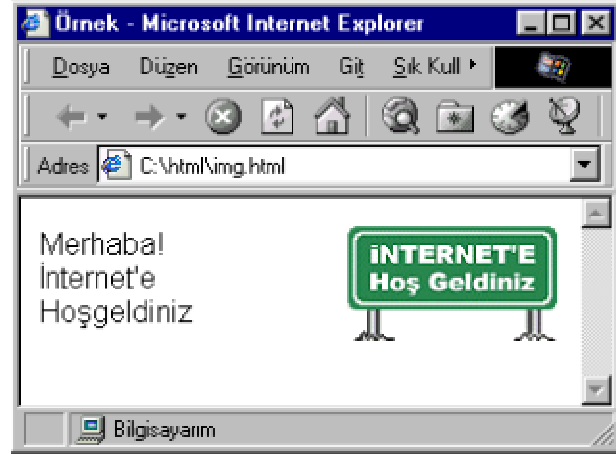 Örnek - Microsoft Internet Explorer
Dosya Düzen Görünüm Git Sık Kull
Adres C:\html\img.html
Merhaba!
İnternet'e
Hoşgeldiniz
iNTERNET'E
Hoş Geldiniz
Bilgisayarım